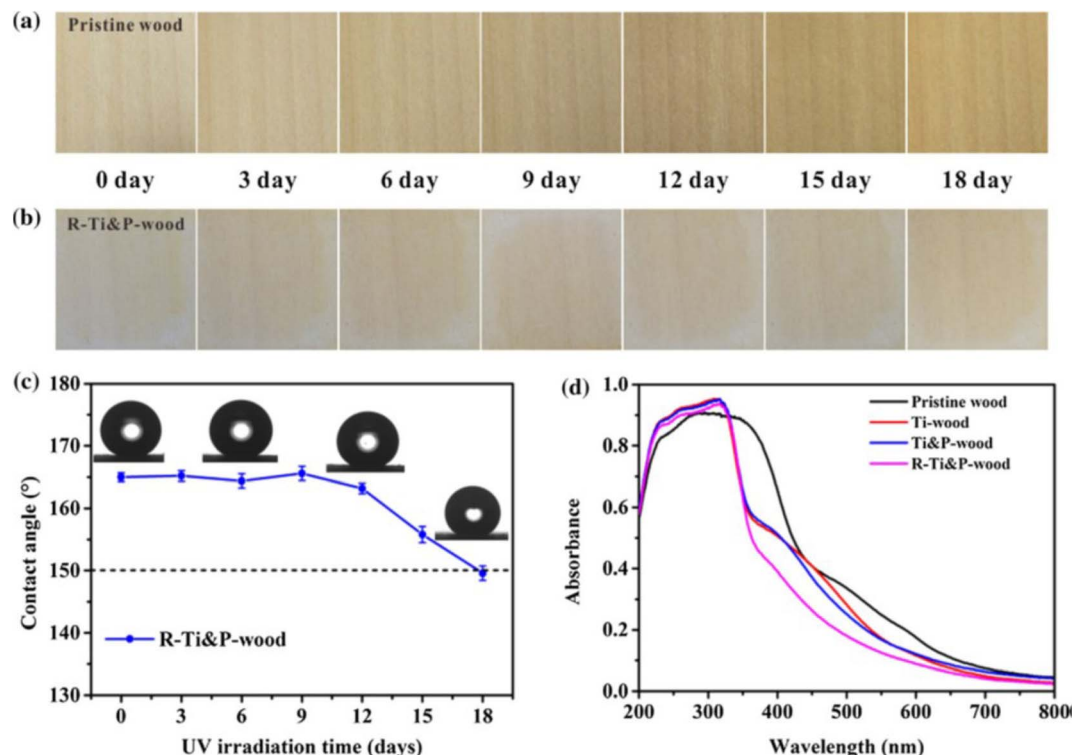 (a)
Pristine wood
0 day 3 day 6 day 9 day 12 day 15 day 18 day
(b)
R-Ti&P-wood
(c)
180
170
160
150
140
130
Contact angle (°)
R-Ti&P-wood
0 3 6 9 12 15 18
UV irradiation time (days)
(d)
1.0
0.8
0.6
0.4
0.2
0.0
Absorbance
Pristine wood
Ti-wood
Ti&P-wood
R-Ti&P-wood
200 300 400 500 600 700 800
Wavelength (nm)